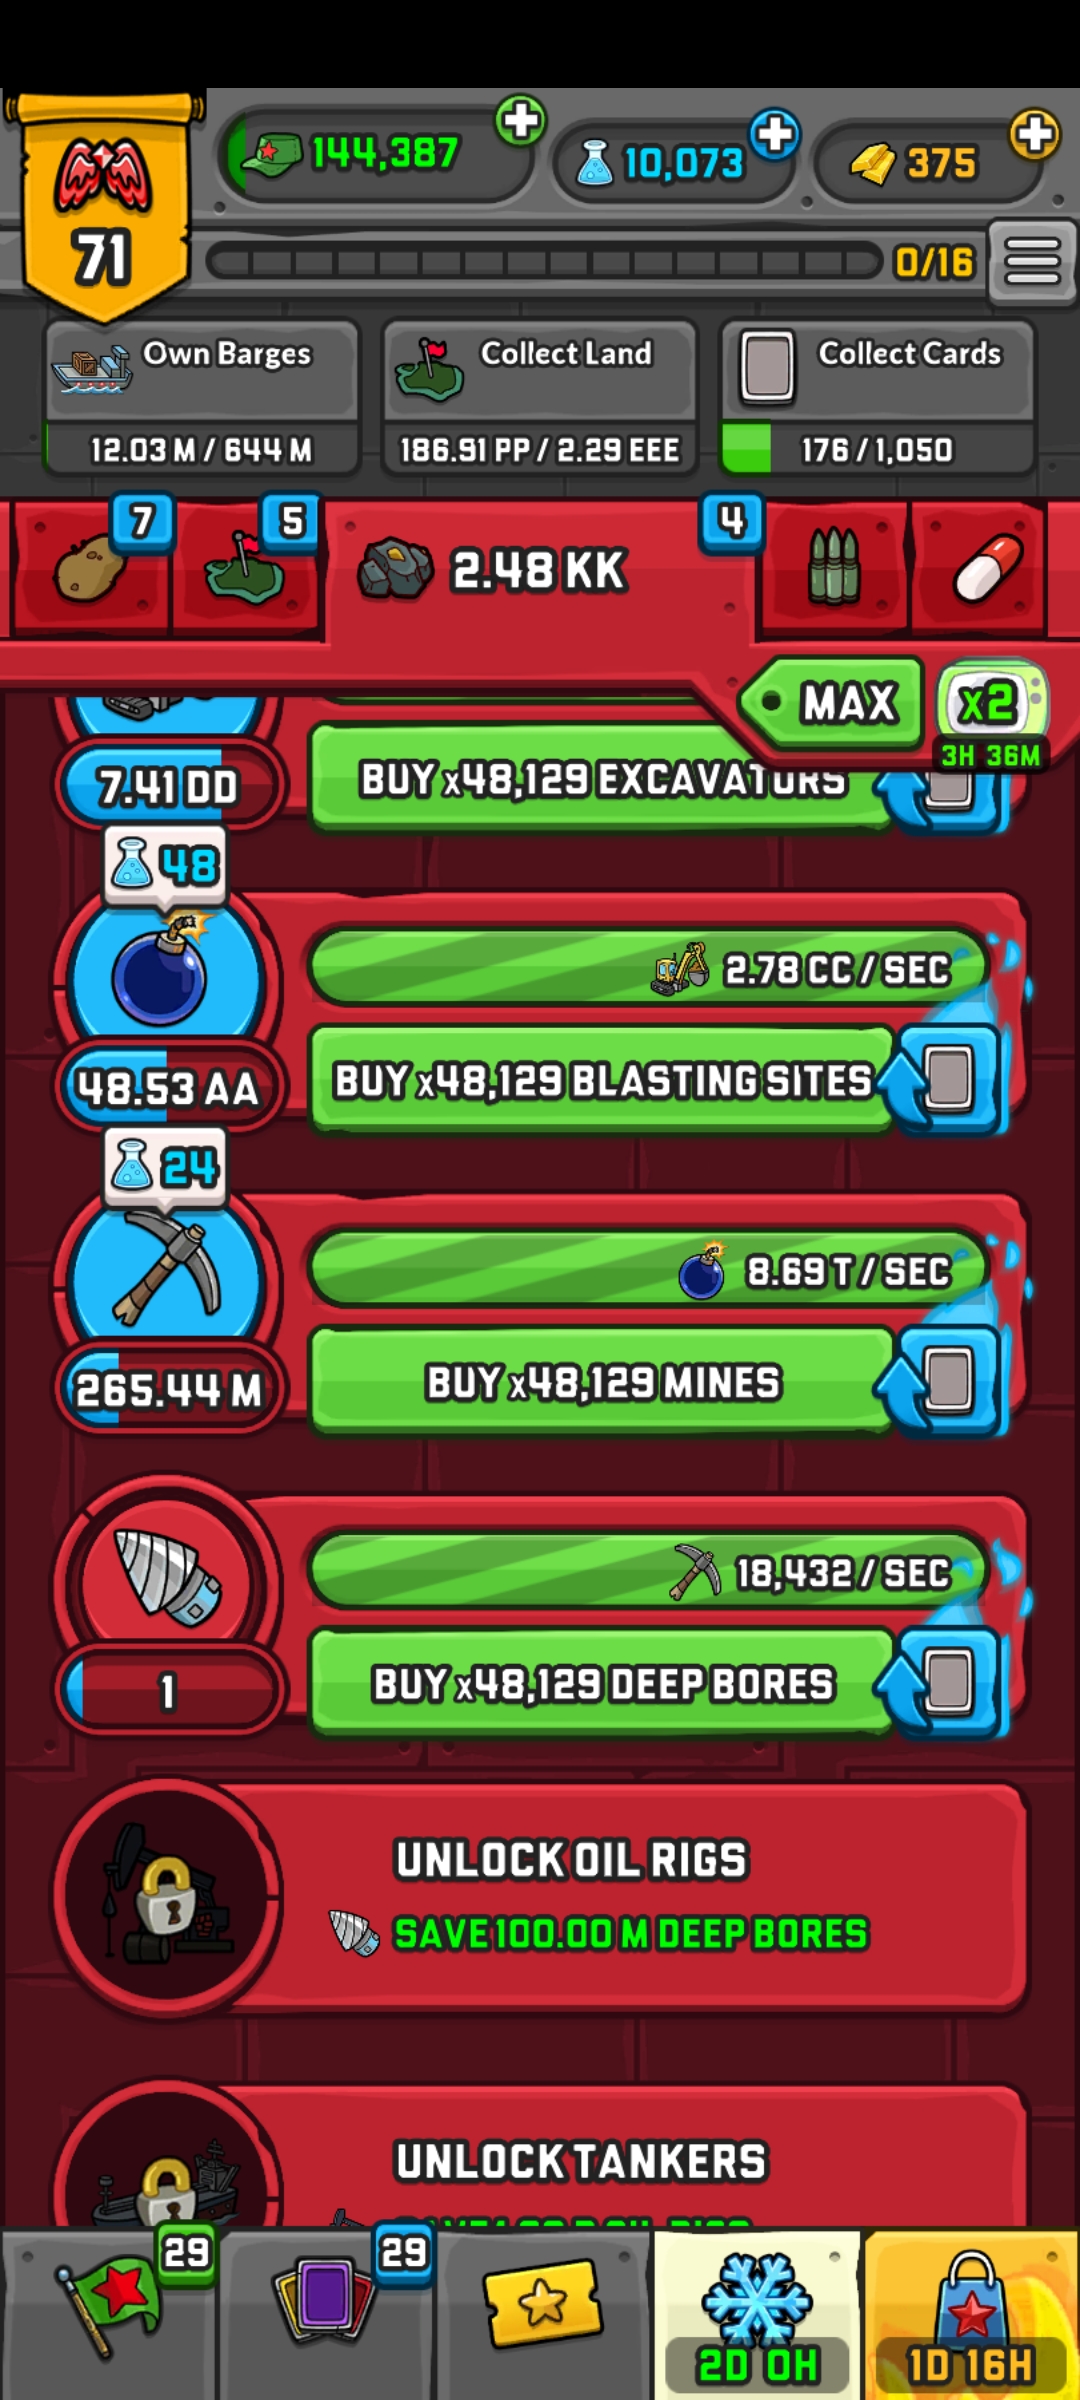 144,387
10,073
375
71
0/16
Own Barges
12.03 M / 644 M
Collect Land
186.91 PP / 2.29 EEE
Collect Cards
176 / 1,050
7
5
2.48 KK
4
MAX
x2
3H 36M
7.41 DD
BUY x48,129 EXCAVATORS
48
2.78 CC / SEC
48.53 AA
BUY x48,129 BLASTING SITES
24
8.69 T / SEC
265.44 M
BUY x48,129 MINES
18,432 / SEC
1
BUY x48,129 DEEP BORES
UNLOCK OIL RIGS
SAVE 100.00 M DEEP BORES
UNLOCK TANKERS
29
29
2D 0H
1D 16H